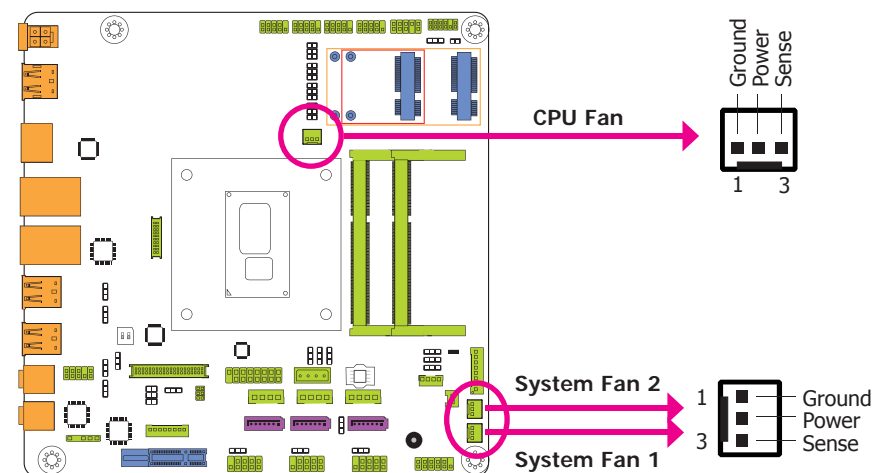 Ground
Power
Sense
CPU Fan
1 3
System Fan 2
1
Ground
Power
3
Sense
System Fan 1